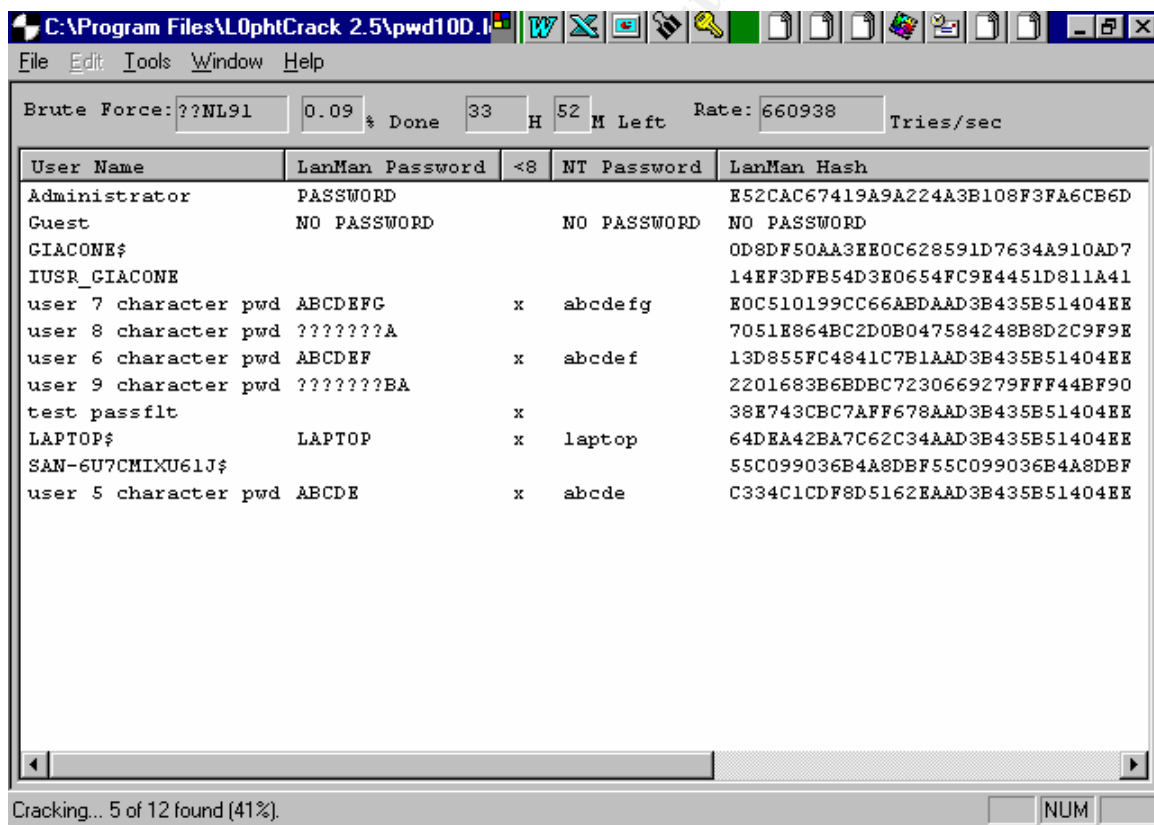 C:\Program Files\L0phtCrack 2.5\pwd10D.l
File Edit Tools Window Help
Brute Force: ??NL91 0.09 % Done 33 H 52 M Left Rate: 660938 Tries/sec
User Name LanMan Password <8 NT Password LanMan Hash
Administrator PASSWORD E52CAC67419A9A224A3B108F3FA6CB6D
Guest NO PASSWORD NO PASSWORD NO PASSWORD
GIACONE$ 0D8DF50AA3EE0C628591D7634A910AD7
IUSR_GIACONE 14EF3DFB54D3E0654FC9E4451D811A41
user 7 character pwd ABCDEFG x abcdefg E0C510199CC66ABDAAD3B435B51404EE
user 8 character pwd ???????A 7051E864BC2D0B047584248B8D2C9F9E
user 6 character pwd ABCDEF x abcdef 13D855FC4841C7B1AAD3B435B51404EE
user 9 character pwd ???????BA 2201683B6BDBC7230669279FFF44BF90
test passflt x 38E743CBC7AFF678AAD3B435B51404EE
LAPTOP$ LAPTOP x laptop 64DEA42BA7C62C34AAD3B435B51404EE
SAN-6U7CMIXU61J$ 55C099036B4A8DBF55C099036B4A8DBF
user 5 character pwd ABCDE x abcde C334C1CDF8D5162EAAD3B435B51404EE
Cracking... 5 of 12 found (41%). NUM